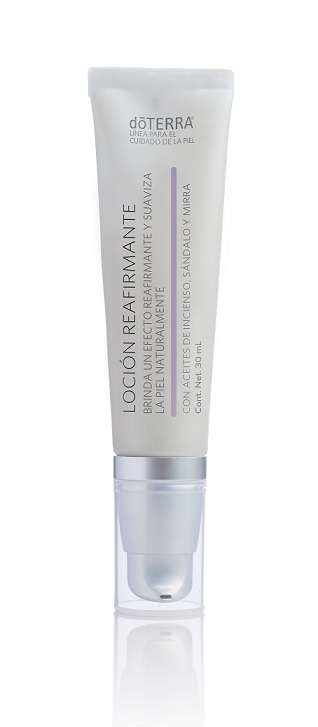 dōTERRA®
LÍNEA PARA EL
CUIDADO DE LA PIEL
LOCIÓN REAFIRMANTE
BRINDA UN EFECTO REAFIRMANTE Y SUAVIZA
LA PIEL NATURALMENTE
CON ACEITES DE INCIENSO, SÁNDALO Y MIRRA
Cont. Net. 30 mL